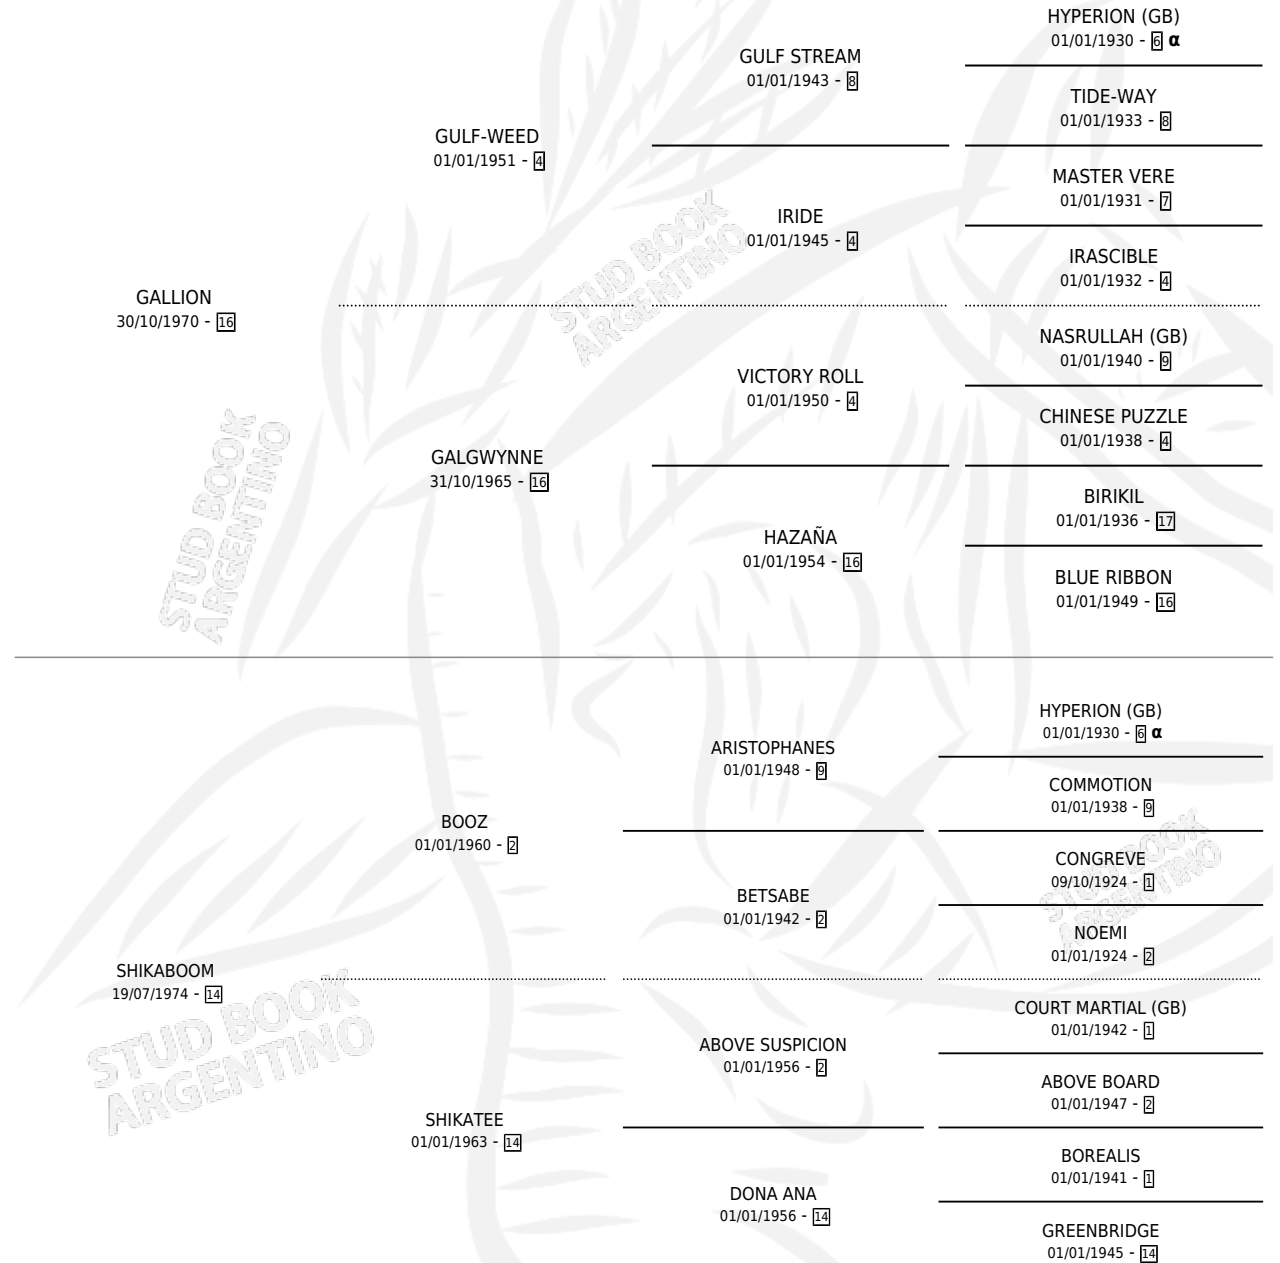 HYPERION (GB)
01/01/1930 - 6 α
GULF STREAM
01/01/1943 - 8
TIDE-WAY
01/01/1933 - 8
GULF-WEED
01/01/1951 - 4
MASTER VERE
01/01/1931 - 7
IRIDE
01/01/1945 - 4
IRASCIBLE
01/01/1932 - 4
GALLION
30/10/1970 - 16
NASRULLAH (GB)
01/01/1940 - 9
VICTORY ROLL
01/01/1950 - 4
CHINESE PUZZLE
01/01/1938 - 4
GALGWYNNE
31/10/1965 - 16
BIRIKIL
01/01/1936 - 17
HAZAÑA
01/01/1954 - 16
BLUE RIBBON
01/01/1949 - 16
STUD BOOK
ARGENTINO
STUD BOOK
ARGENTINO
HYPERION (GB)
01/01/1930 - 6 α
ARISTOPHANES
01/01/1948 - 9
COMMOTION
01/01/1938 - 9
BOOZ
01/01/1960 - 2
CONGREVE
09/10/1924 - 1
BETSABE
01/01/1942 - 2
NOEMI
01/01/1924 - 2
SHIKABOOM
19/07/1974 - 14
COURT MARTIAL (GB)
01/01/1942 - 1
ABOVE SUSPICION
01/01/1956 - 2
ABOVE BOARD
01/01/1947 - 2
SHIKATEE
01/01/1963 - 14
BOREALIS
01/01/1941 - 1
DONA ANA
01/01/1956 - 14
GREENBRIDGE
01/01/1945 - 14
STUD BOOK
ARGENTINO
STUD BOOK
ARGENTINO